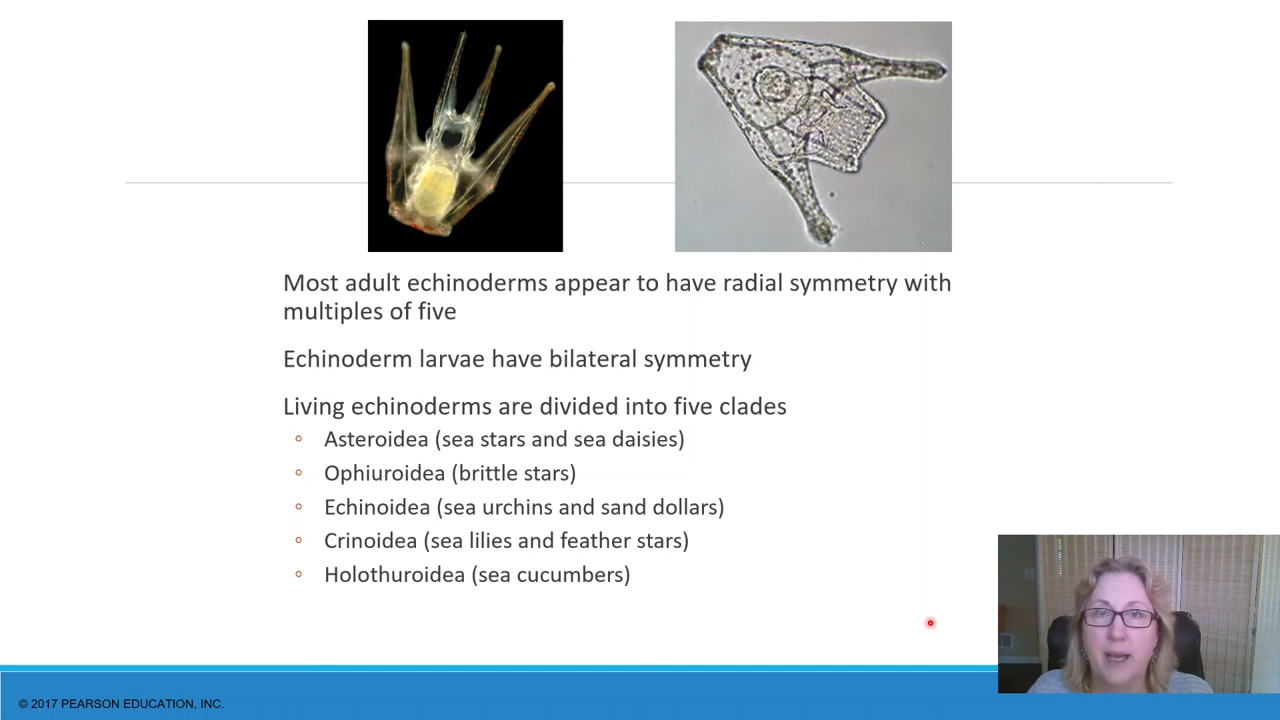 Most adult echinoderms appear to have radial symmetry with
multiples of five
Echinoderm larvae have bilateral symmetry
Living echinoderms are divided into five clades
◦ Asteroidea (sea stars and sea daisies)
◦ Ophiuroidea (brittle stars)
◦ Echinoidea (sea urchins and sand dollars)
◦ Crinoidea (sea lilies and feather stars)
◦ Holothuroidea (sea cucumbers)
© 2017 PEARSON EDUCATION, INC.